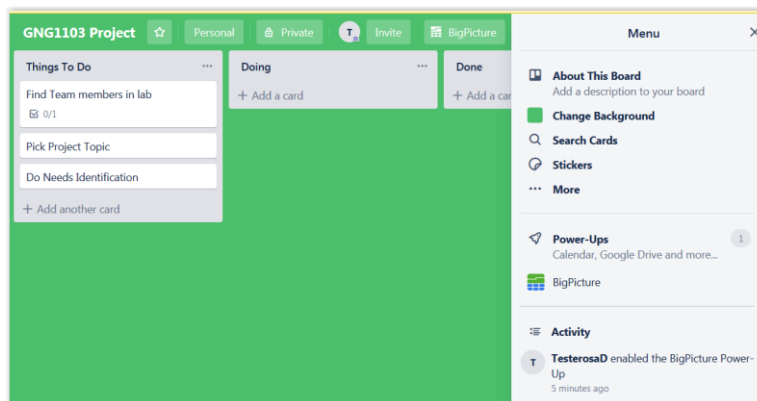 GNG1103 Project
Personal
Private
T
Invite
BigPicture
Things To Do
Find Team members in lab
0/1
Pick Project Topic
Do Needs Identification
+ Add another card
Doing
+ Add a card
Done
+ Add a car
Menu
About This Board
Add a description to your board
Change Background
Search Cards
Stickers
More
Power-Ups
1
Calendar, Google Drive and more...
BigPicture
Activity
T
TesterosaD enabled the BigPicture Power-
Up
5 minutes ago